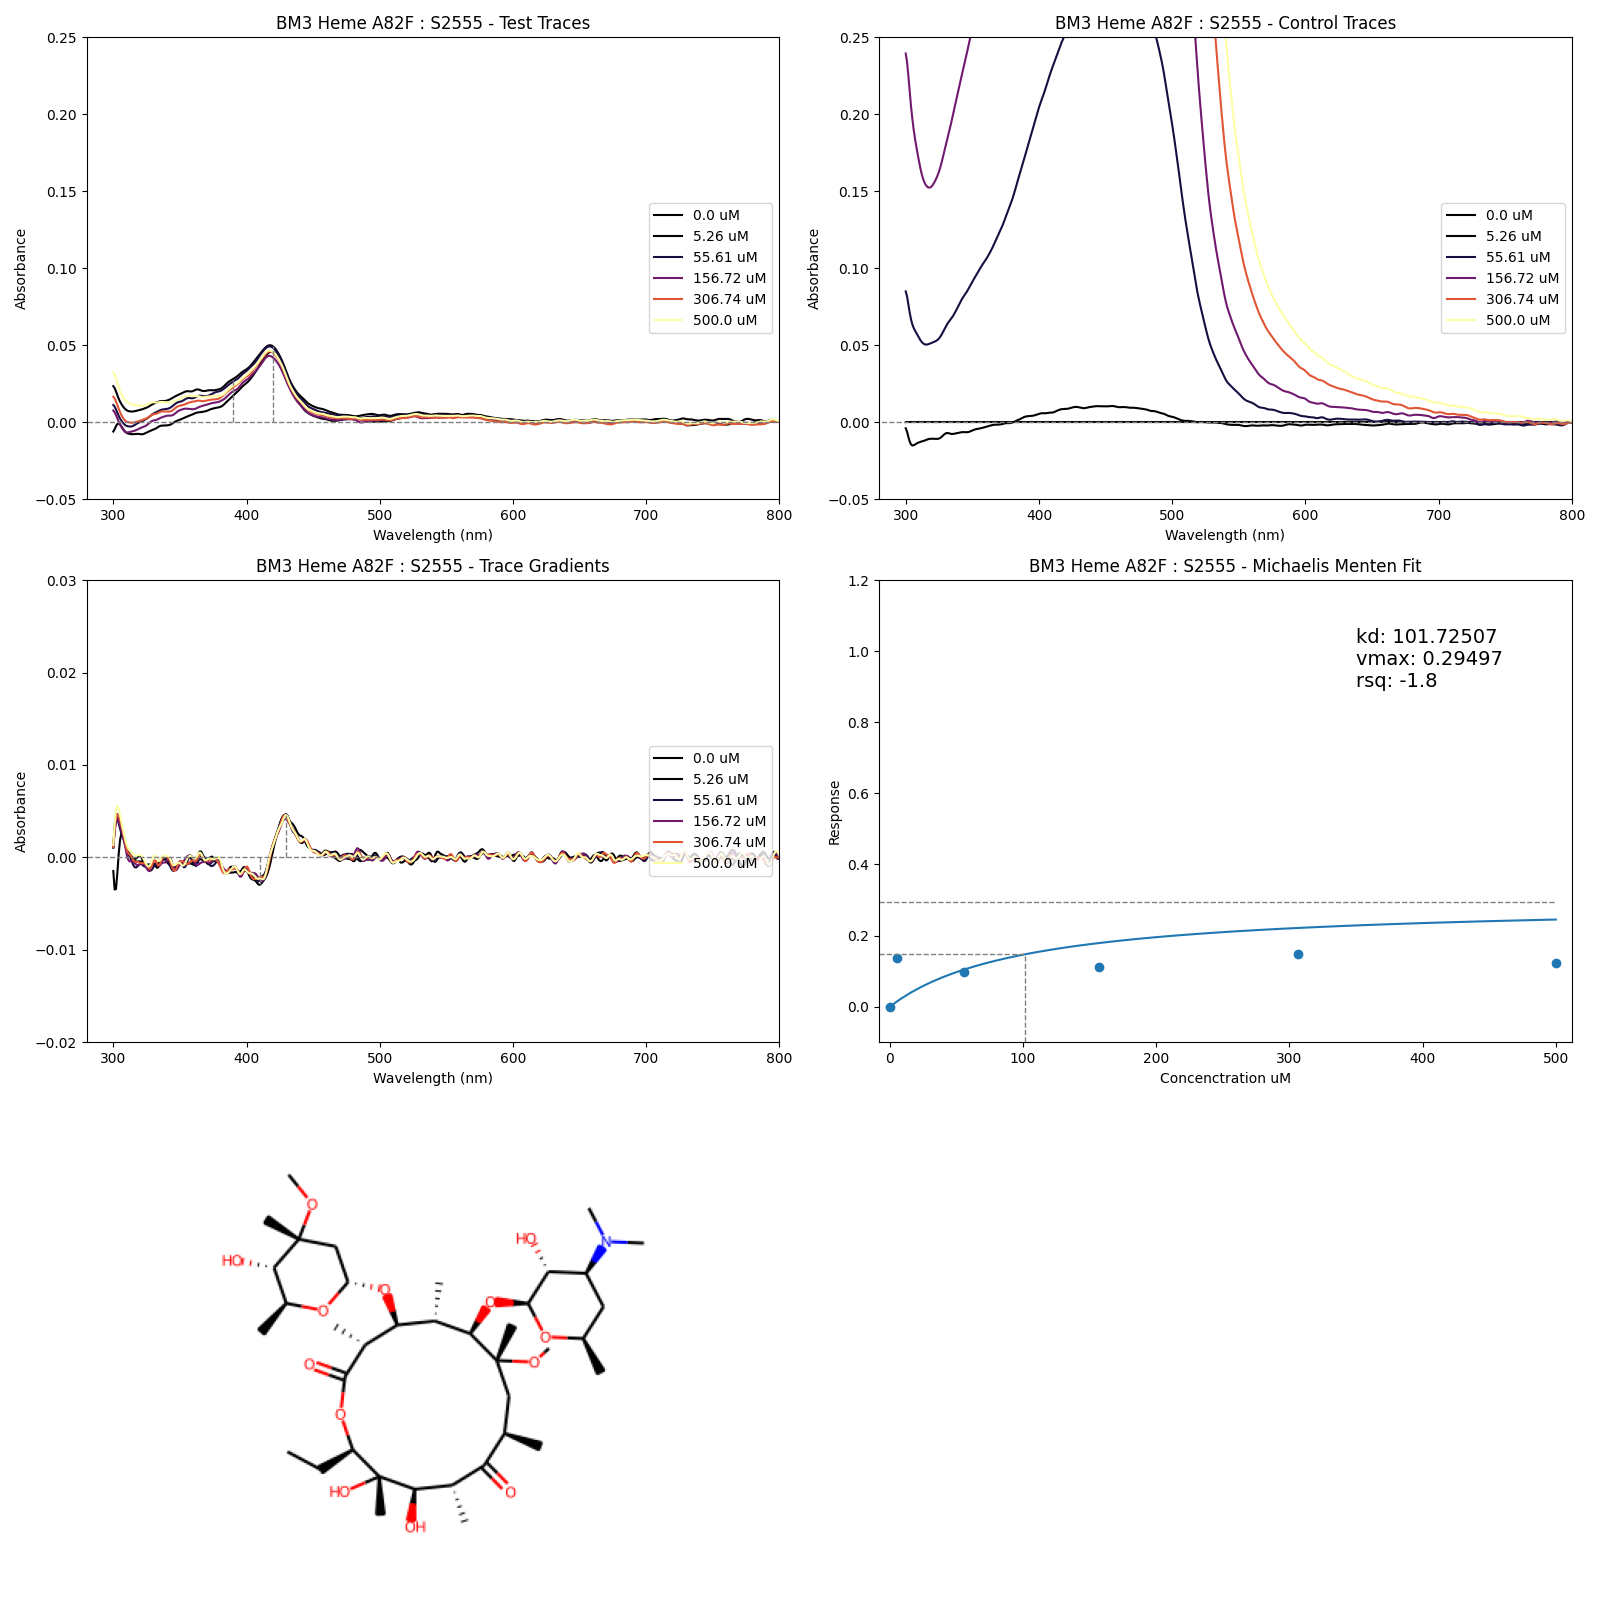 BM3 Heme A82F : S2555 - Test Traces
0.25
0.20
0.15
0.10
0.05
0.00
−0.05
Absorbance
300
400
500
600
700
800
Wavelength (nm)
0.0 uM
5.26 uM
55.61 uM
156.72 uM
306.74 uM
500.0 uM
BM3 Heme A82F : S2555 - Control Traces
0.25
0.20
0.15
0.10
0.05
0.00
−0.05
Absorbance
300
400
500
600
700
800
Wavelength (nm)
0.0 uM
5.26 uM
55.61 uM
156.72 uM
306.74 uM
500.0 uM
BM3 Heme A82F : S2555 - Trace Gradients
0.03
0.02
0.01
0.00
−0.01
−0.02
Absorbance
300
400
500
600
700
800
Wavelength (nm)
0.0 uM
5.26 uM
55.61 uM
156.72 uM
306.74 uM
500.0 uM
BM3 Heme A82F : S2555 - Michaelis Menten Fit
1.2
1.0
0.8
0.6
0.4
0.2
0.0
Response
0
100
200
300
400
500
Concenctration uM
kd: 101.72507
vmax: 0.29497
rsq: -1.8
O
HO
N
HO
O
O
O
O
O
O
O
O
HO
O
OH